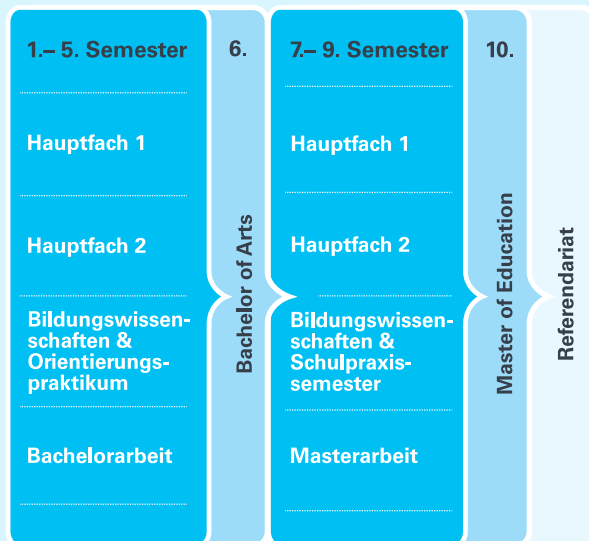 1.– 5. Semester
Hauptfach 1
Hauptfach 2
Bildungswissen-
schaften &
Orientierungs-
praktikum
Bachelorarbeit
6.
Bachelor of Arts
7.– 9. Semester
Hauptfach 1
Hauptfach 2
Bildungswissen-
schaften &
Schulpraxis-
semester
Masterarbeit
10.
Master of Education
Referendariat